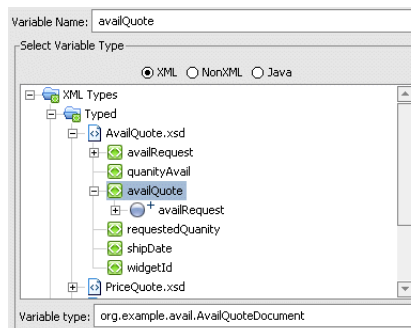 Variable Name: availQuote
Select Variable Type
XML NonXML Java
XML Types
Typed
AvailQuote.xsd
availRequest
quanityAvail
availQuote
availRequest
requestedQuanity
shipDate
widgetId
PriceQuote.xsd
Variable type: org.example.avail.AvailQuoteDocument